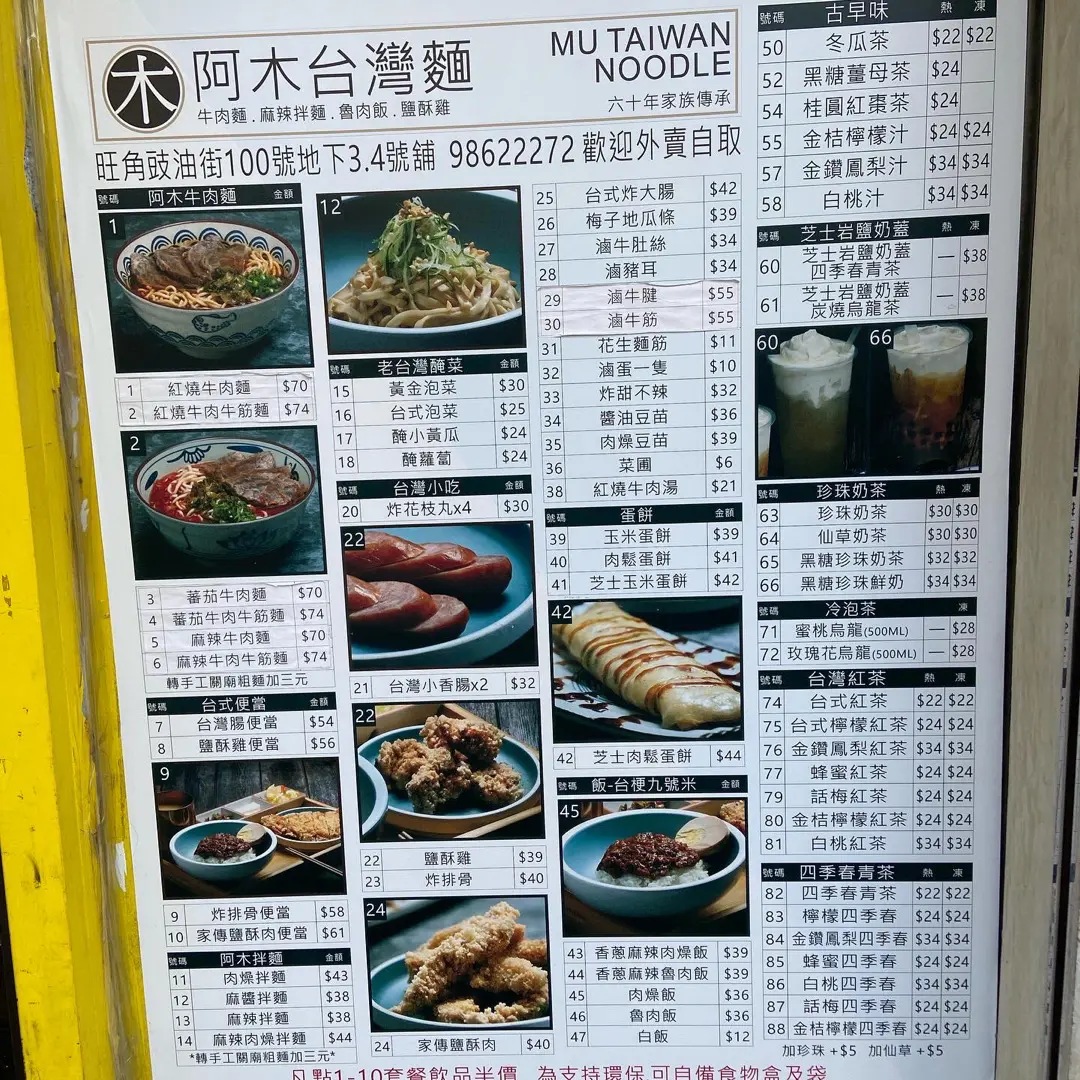 木
阿木台灣麵
MU TAIWAN
NOODLE
牛肉麵.麻辣拌麵.魯肉飯.鹽酥雞
六十年家族傳承
旺角豉油街100號地下3.4號舖 98622272 歡迎外賣自取
號碼 阿木牛肉麵 金額
1
1 紅燒牛肉麵 $70
2 紅燒牛肉牛筋麵 $74
2
3 蕃茄牛肉麵 $70
4 蕃茄牛肉牛筋麵 $74
5 麻辣牛肉麵 $70
6 麻辣牛肉牛筋麵 $74
轉手工關廟粗麵加三元
號碼 台式便當 金額
7 台灣腸便當 $54
8 鹽酥雞便當 $56
9
9 炸排骨便當 $58
10 家傳鹽酥肉便當 $61
號碼 阿木拌麵 金額
11 肉燥拌麵 $43
12 麻醬拌麵 $38
13 麻辣拌麵 $38
14 麻辣肉燥拌麵 $44
*轉手工關廟粗麵加三元*
12
號碼 老台灣醃菜 金額
15 黃金泡菜 $30
16 台式泡菜 $25
17 醃小黃瓜 $24
18 醃蘿蔔 $24
號碼 台灣小吃 金額
20 炸花枝丸x4 $30
22
21 台灣小香腸x2 $32
22
22 鹽酥雞 $39
23 炸排骨 $40
24
24 家傳鹽酥肉 $40
25 台式炸大腸 $42
26 梅子地瓜條 $39
27 滷牛肚絲 $34
28 滷豬耳 $34
29 滷牛腱 $55
30 滷牛筋 $55
31 花生麵筋 $11
32 滷蛋一隻 $10
33 炸甜不辣 $32
34 醬油豆苗 $36
35 肉燥豆苗 $39
36 菜圃 $6
38 紅燒牛肉湯 $21
號碼 蛋餅 金額
39 玉米蛋餅 $39
40 肉鬆蛋餅 $41
41 芝士玉米蛋餅 $42
42
42 芝士肉鬆蛋餅 $44
號碼 飯-台梗九號米 金額
45
43 香蔥麻辣肉燥飯 $39
44 香蔥麻辣魯肉飯 $39
45 肉燥飯 $36
46 魯肉飯 $36
47 白飯 $12
號碼 古早味 熱 凍
50 冬瓜茶 $22 $22
52 黑糖薑母茶 $24
54 桂圓紅棗茶 $24
55 金桔檸檬汁 $24 $24
57 金鑽鳳梨汁 $34 $34
58 白桃汁 $34 $34
號碼 芝士岩鹽奶蓋 熱 凍
60 芝士岩鹽奶蓋 四季春青茶 — $38
61 芝士岩鹽奶蓋 炭燒烏龍茶 — $38
60 66
號碼 珍珠奶茶 熱 凍
63 珍珠奶茶 $30 $30
64 仙草奶茶 $30 $30
65 黑糖珍珠奶茶 $32 $32
66 黑糖珍珠鮮奶 $34 $34
號碼 冷泡茶 凍
71 蜜桃烏龍(500ML) — $28
72 玫瑰花烏龍(500ML) — $28
號碼 台灣紅茶 熱 凍
74 台式紅茶 $22 $22
75 台式檸檬紅茶 $24 $24
76 金鑽鳳梨紅茶 $34 $34
77 蜂蜜紅茶 $24 $24
79 話梅紅茶 $24 $24
80 金桔檸檬紅茶 $24 $24
81 白桃紅茶 $34 $34
號碼 四季春青茶 熱 凍
82 四季春青茶 $22 $22
83 檸檬四季春 $24 $24
84 金鑽鳳梨四季春 $34 $34
85 蜂蜜四季春 $24 $24
86 白桃四季春 $34 $34
87 話梅四季春 $24 $24
88 金桔檸檬四季春 $24 $24
加珍珠 +$5 加仙草 +$5
凡點1-10套餐飲品半價 為支持環保,可自備食物盒及袋